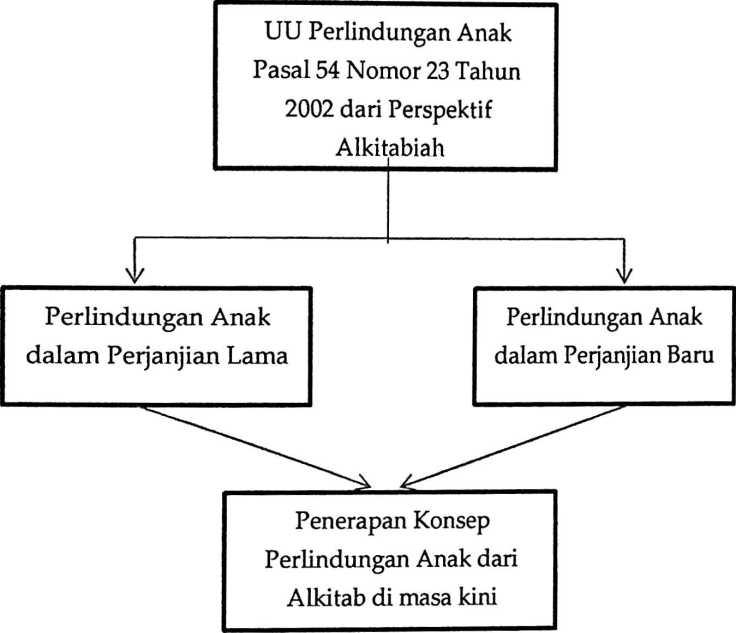 UU Perlindungan Anak
Pasal 54 Nomor 23 Tahun
2002 dari Perspektif
Alkitabiah
Perlindungan Anak
dalam Perjanjian Lama
Perlindungan Anak
dalam Perjanjian Baru
Penerapan Konsep
Perlindungan Anak dari
Alkitab di masa kini